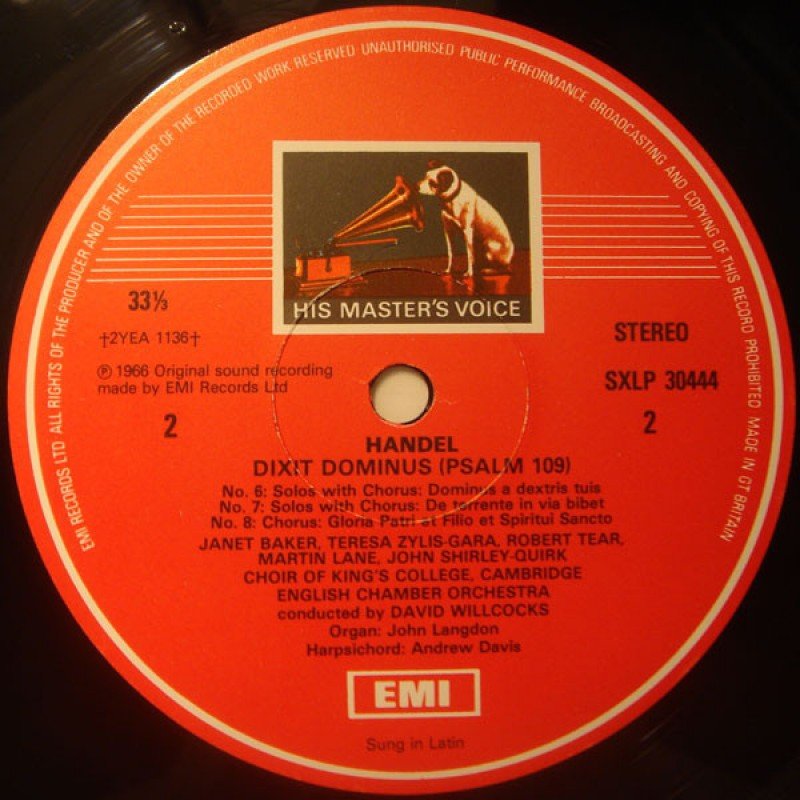 EMI RECORDS LTD ALL RIGHTS OF THE PRODUCER AND OF THE OWNER OF THE RECORDED WORK RESERVED UNAUTHORISED PUBLIC PERFORMANCE BROADCASTING AND COPYING OF THIS RECORD PROHIBITED MADE IN GT BRITAIN
HIS MASTER'S VOICE
33⅓
†2YEA 1136†
℗ 1966 Original sound recording
made by EMI Records Ltd
2
STEREO
SXLP 30444
2
HANDEL
DIXIT DOMINUS (PSALM 109)
No. 6: Solos with Chorus: Dominus a dextris tuis
No. 7: Solos with Chorus: De torrente in via bibet
No. 8: Chorus: Gloria Patri et Filio et Spiritui Sancto
JANET BAKER, TERESA ZYLIS-GARA, ROBERT TEAR,
MARTIN LANE, JOHN SHIRLEY-QUIRK
CHOIR OF KING'S COLLEGE, CAMBRIDGE
ENGLISH CHAMBER ORCHESTRA
conducted by DAVID WILLCOCKS
Organ: John Langdon
Harpsichord: Andrew Davis
EMI
Sung in Latin